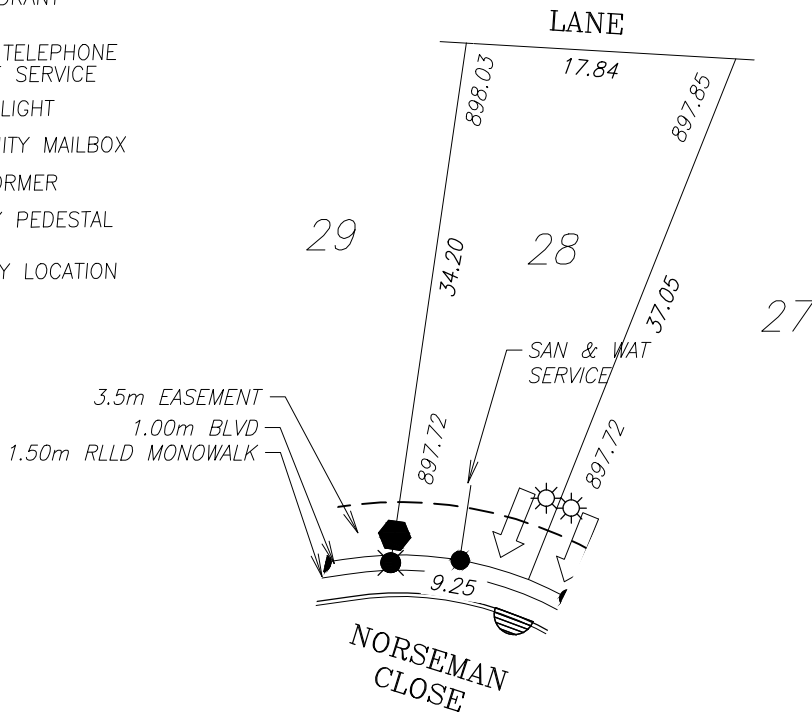 TELEPHONE
SERVICE
LIGHT
MAILBOX
PEDESTAL
LOCATION
LANE
17.84
898.03
897.85
29
28
27
34.20
37.05
SAN & WAT
SERVICE
3.5m EASEMENT
1.00m BLVD
1.50m RLLD MONOWALK
897.72
897.72
9.25
NORSEMAN
CLOSE